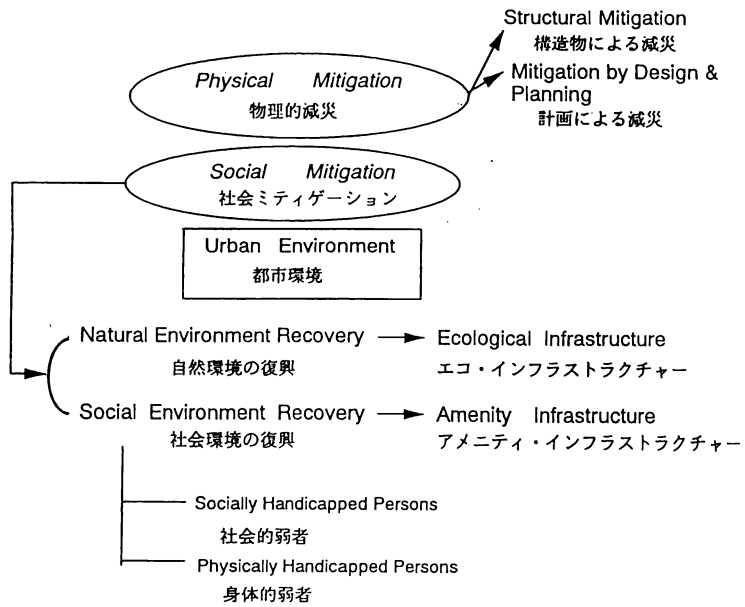 Structural Mitigation
構造物による減災
Mitigation by Design &
Planning
計画による減災
Physical Mitigation
物理的減災
Social Mitigation
社会ミティゲーション
Urban Environment
都市環境
Natural Environment Recovery
自然環境の復興
Ecological Infrastructure
エコ・インフラストラクチャー
Social Environment Recovery
社会環境の復興
Amenity Infrastructure
アメニティ・インフラストラクチャー
Socially Handicapped Persons
社会的弱者
Physically Handicapped Persons
身体的弱者